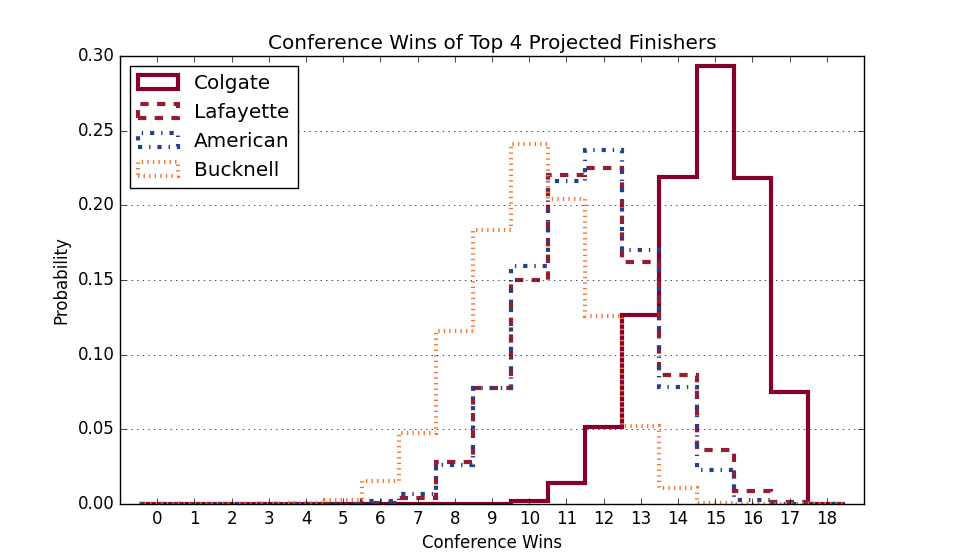 Conference Wins of Top 4 Projected Finishers
Colgate
Lafayette
American
Bucknell
Probability
0.30
0.25
0.20
0.15
0.10
0.05
0.00
0 1 2 3 4 5 6 7 8 9 10 11 12 13 14 15 16 17 18
Conference Wins